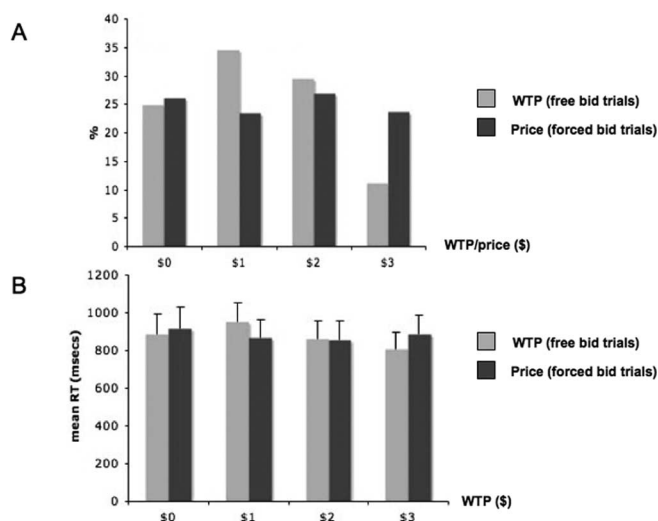 A
40
35
30
25
20
15
10
5
0
%
$0 $1 $2 $3
WTP/price ($)
WTP (free bid trials)
Price (forced bid trials)
B
1200
1000
800
600
400
200
0
mean RT (msecs)
$0 $1 $2 $3
WTP ($)
WTP (free bid trials)
Price (forced bid trials)